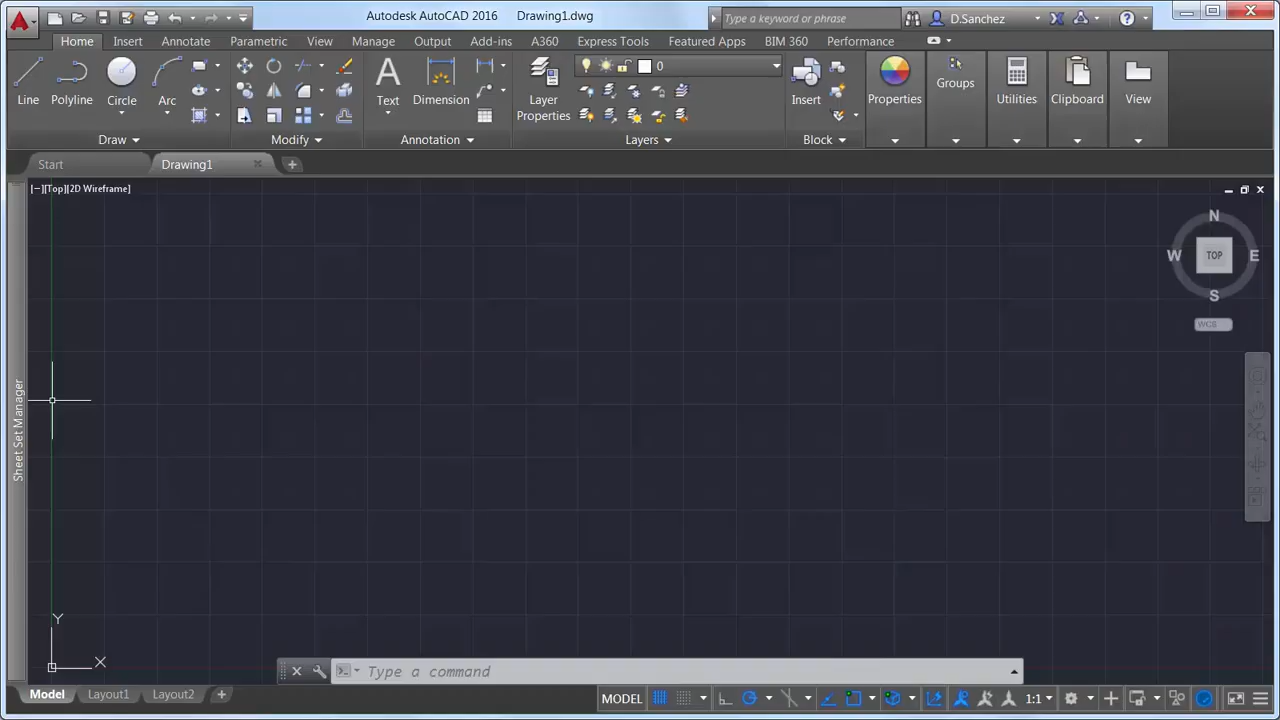 Autodesk AutoCAD 2016 Drawing1.dwg Type a keyword or phrase D.Sanchez
Home Insert Annotate Parametric View Manage Output Add-ins A360 Express Tools Featured Apps BIM 360 Performance
0
Line Polyline Circle Arc Text Dimension Layer Properties Insert Properties Groups Utilities Clipboard View
Draw Modify Annotation Layers Block
Start Drawing1
[−][Top][2D Wireframe]
N
W TOP E
S
WCS
Sheet Set Manager
Y
X
Type a command
Model Layout1 Layout2 MODEL 1:1